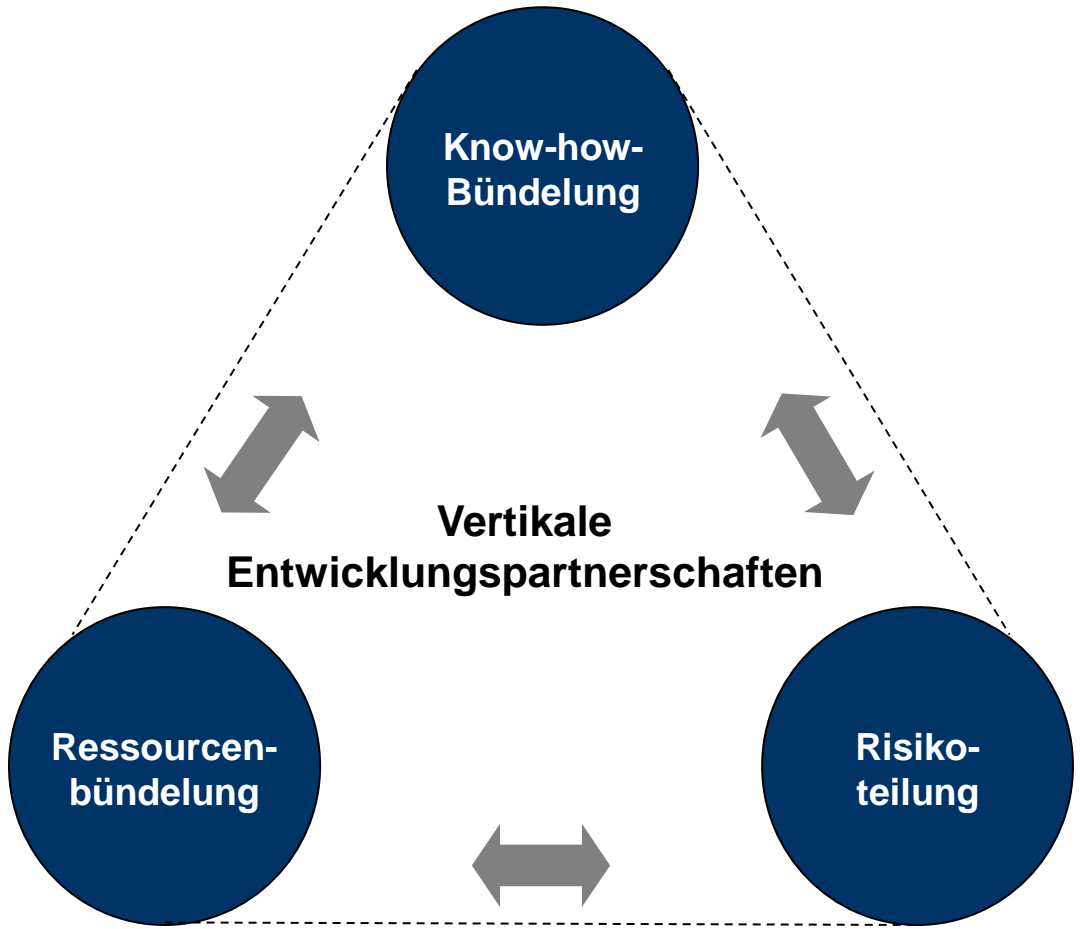 Know-how-
Bündelung
Vertikale
Entwicklungspartnerschaften
Ressourcen-
bündelung
Risiko-
teilung